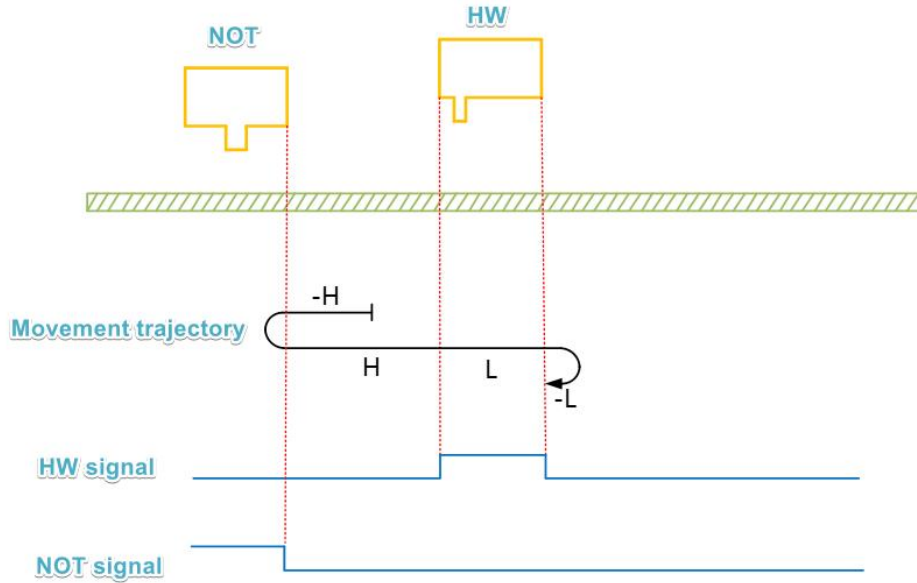 NOT
HW
-H
Movement trajectory
H
L
-L
HW signal
NOT signal